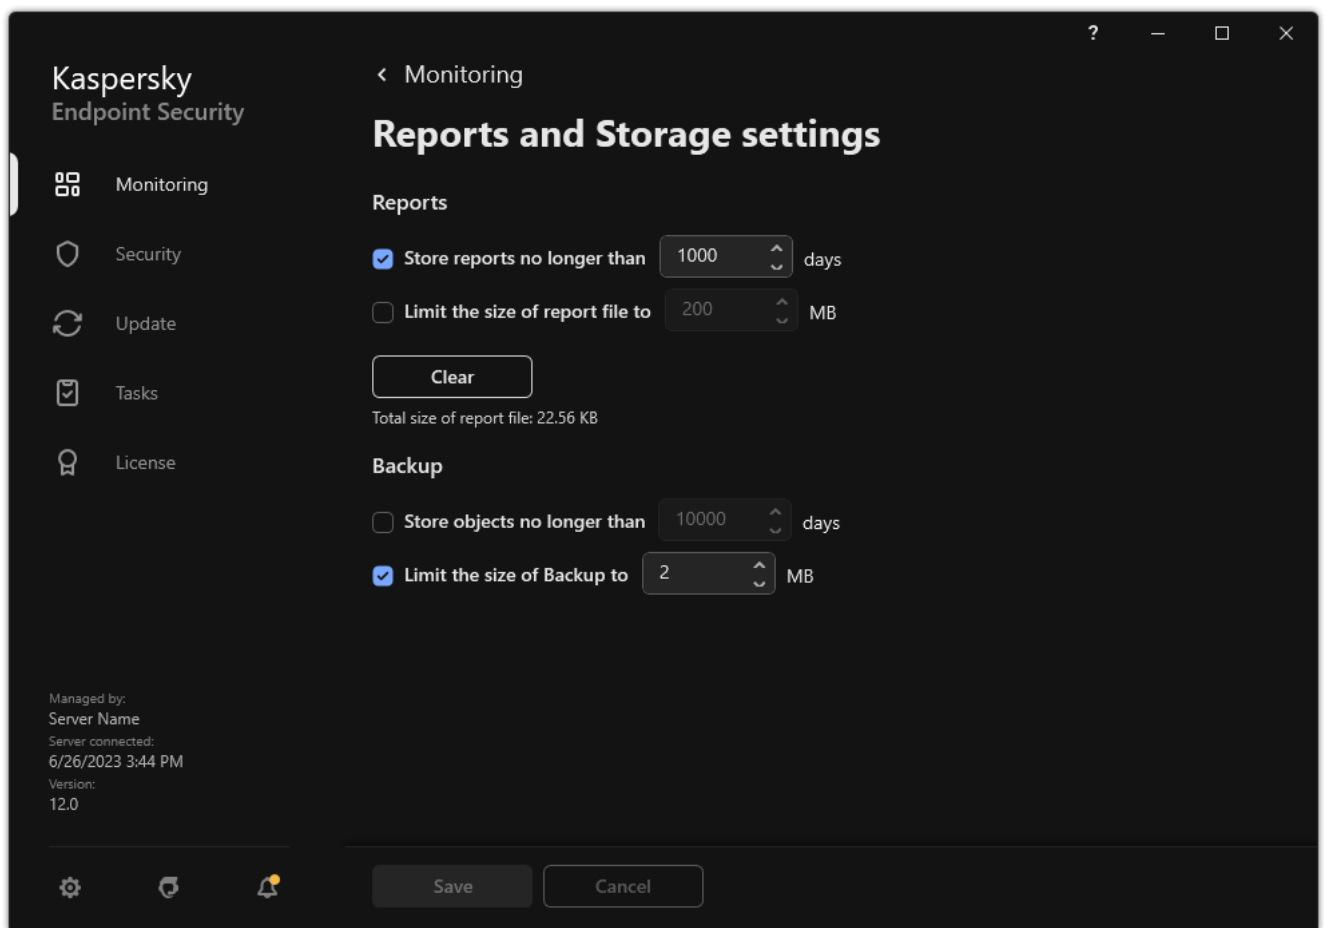 ?
Kaspersky
Endpoint Security
Monitoring
Security
Update
Tasks
License
Managed by:
Server Name
Server connected:
6/26/2023 3:44 PM
Version:
12.0
Monitoring
Reports and Storage settings
Reports
Store reports no longer than 1000 days
Limit the size of report file to 200 MB
Clear
Total size of report file: 22.56 KB
Backup
Store objects no longer than 10000 days
Limit the size of Backup to 2 MB
Save Cancel